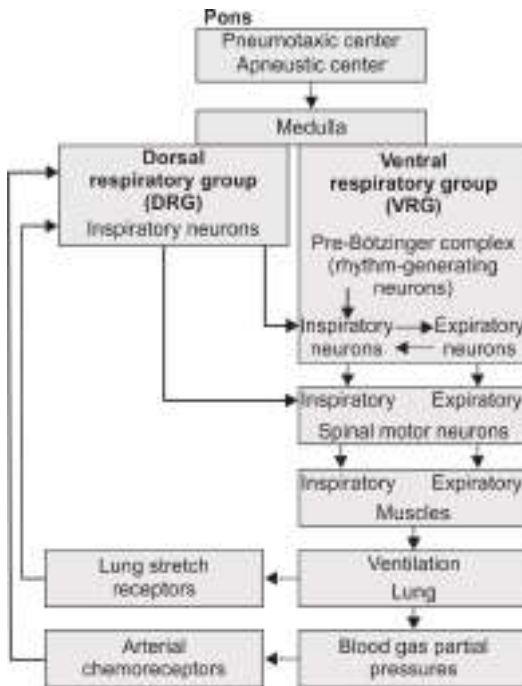 Pons
Pneumotaxic center
Apneustic center
Medulla
Dorsal
respiratory group
(DRG)
Inspiratory neurons
Ventral
respiratory group
(VRG)
Pre-Bötzinger complex
(rhythm-generating
neurons)
Inspiratory Expiratory
neurons neurons
Inspiratory Expiratory
Spinal motor neurons
Inspiratory Expiratory
Muscles
Lung stretch
receptors
Ventilation
Lung
Arterial
chemoreceptors
Blood gas partial
pressures